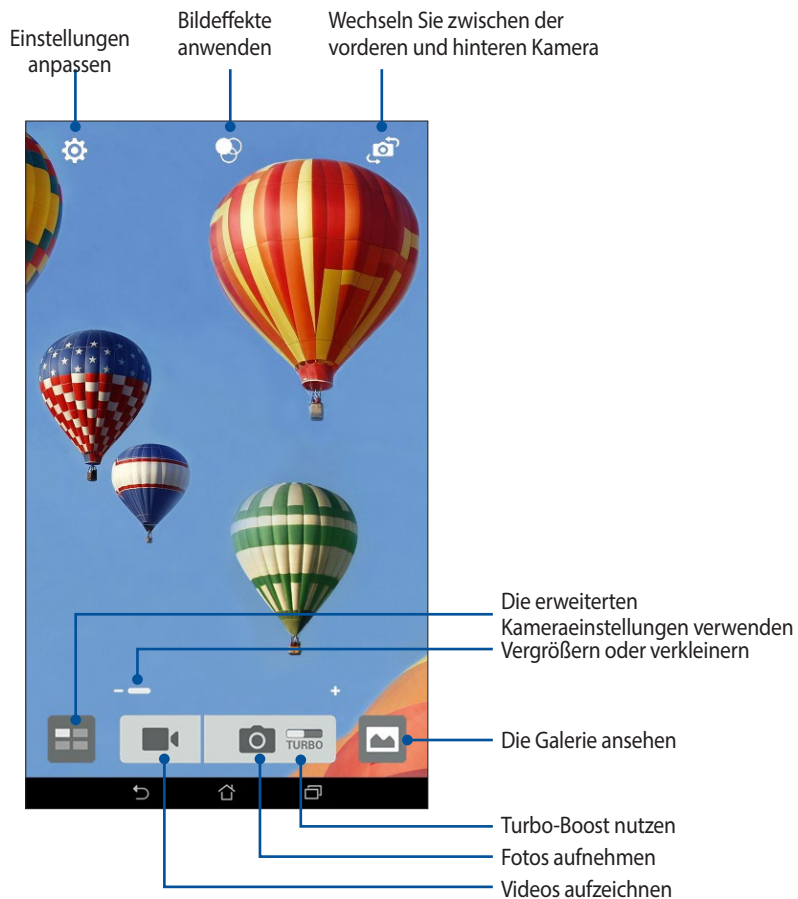 Einstellungen
anpassen
Bildeffekte
anwenden
Wechseln Sie zwischen der
vorderen und hinteren Kamera
Die erweiterten
Kameraeinstellungen verwenden
Vergrößern oder verkleinern
TURBO
Die Galerie ansehen
Turbo-Boost nutzen
Fotos aufnehmen
Videos aufzeichnen